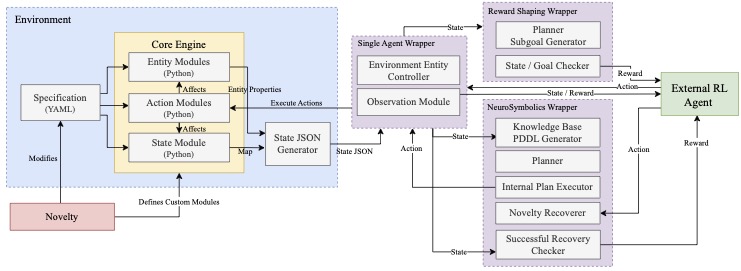 Environment
Core Engine
Entity Modules
(Python)
Affects
Entity Properties
Specification
(YAML)
Action Modules
(Python)
Affects
State Module
(Python)
Map
State JSON
Generator
State JSON
Execute Actions
Modifies
Novelty
Defines Custom Modules
Single Agent Wrapper
Environment Entity
Controller
Observation Module
State
Action
State
State
Reward Shaping Wrapper
Planner
Subgoal Generator
State / Goal Checker
Reward
Action
State / Reward
NeuroSymbolics Wrapper
Knowledge Base
PDDL Generator
Planner
Internal Plan Executor
Novelty Recoverer
Successful Recovery
Checker
External RL
Agent
Action
Reward